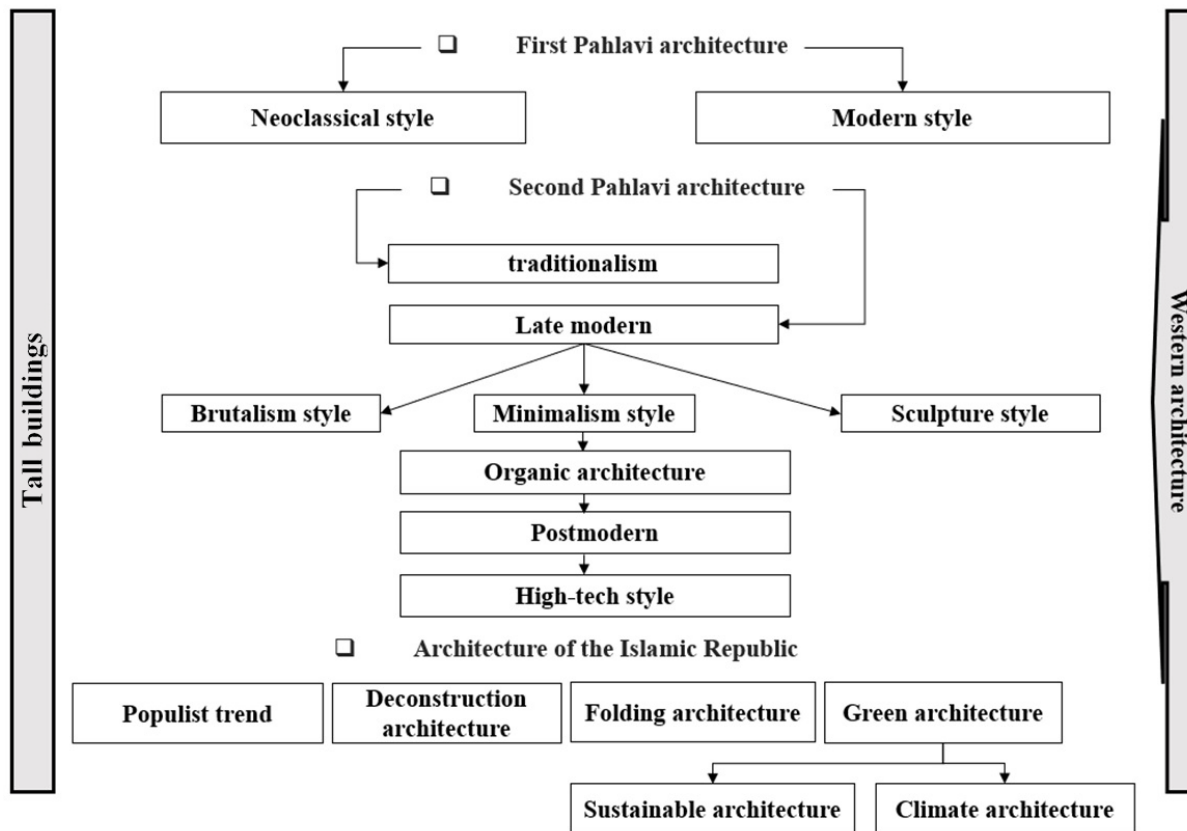 First Pahlavi architecture
Neoclassical style
Modern style
Second Pahlavi architecture
traditionalism
Late modern
Brutalism style
Minimalism style
Sculpture style
Organic architecture
Postmodern
High-tech style
Architecture of the Islamic Republic
Populist trend
Deconstruction
architecture
Folding architecture
Green architecture
Sustainable architecture
Climate architecture
Tall buildings
Western architecture